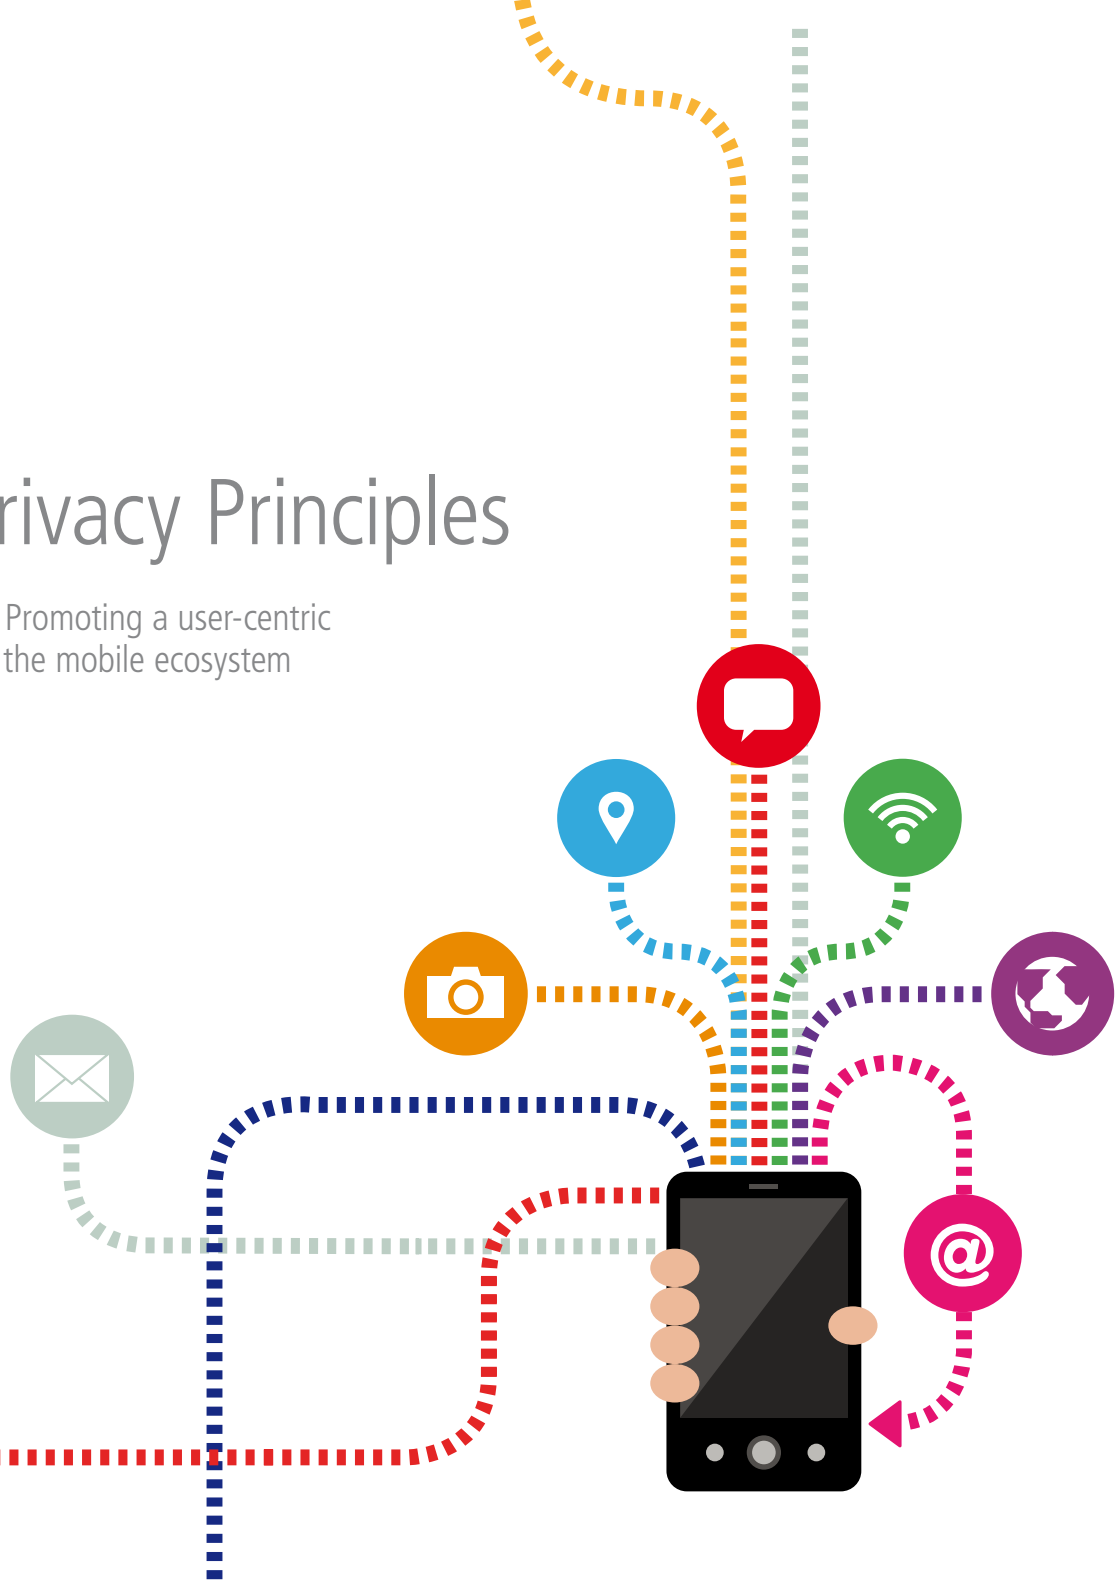 rivacy Principles
Promoting a user-centric
the mobile ecosystem
@